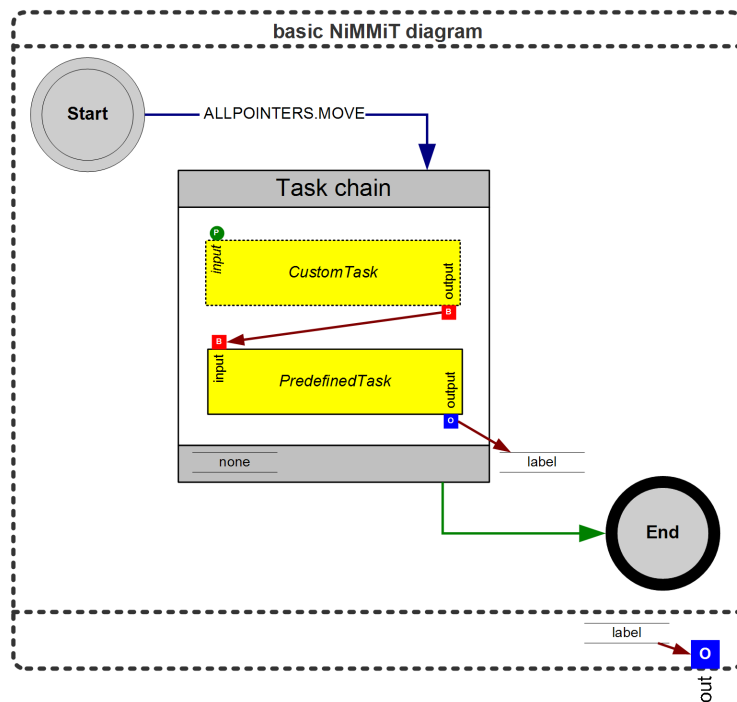 basic NiMMiT diagram
Start
ALLPOINTERS.MOVE
Task chain
P
input
CustomTask
output
B
B
input
PredefinedTask
output
O
none
label
End
label
O
out